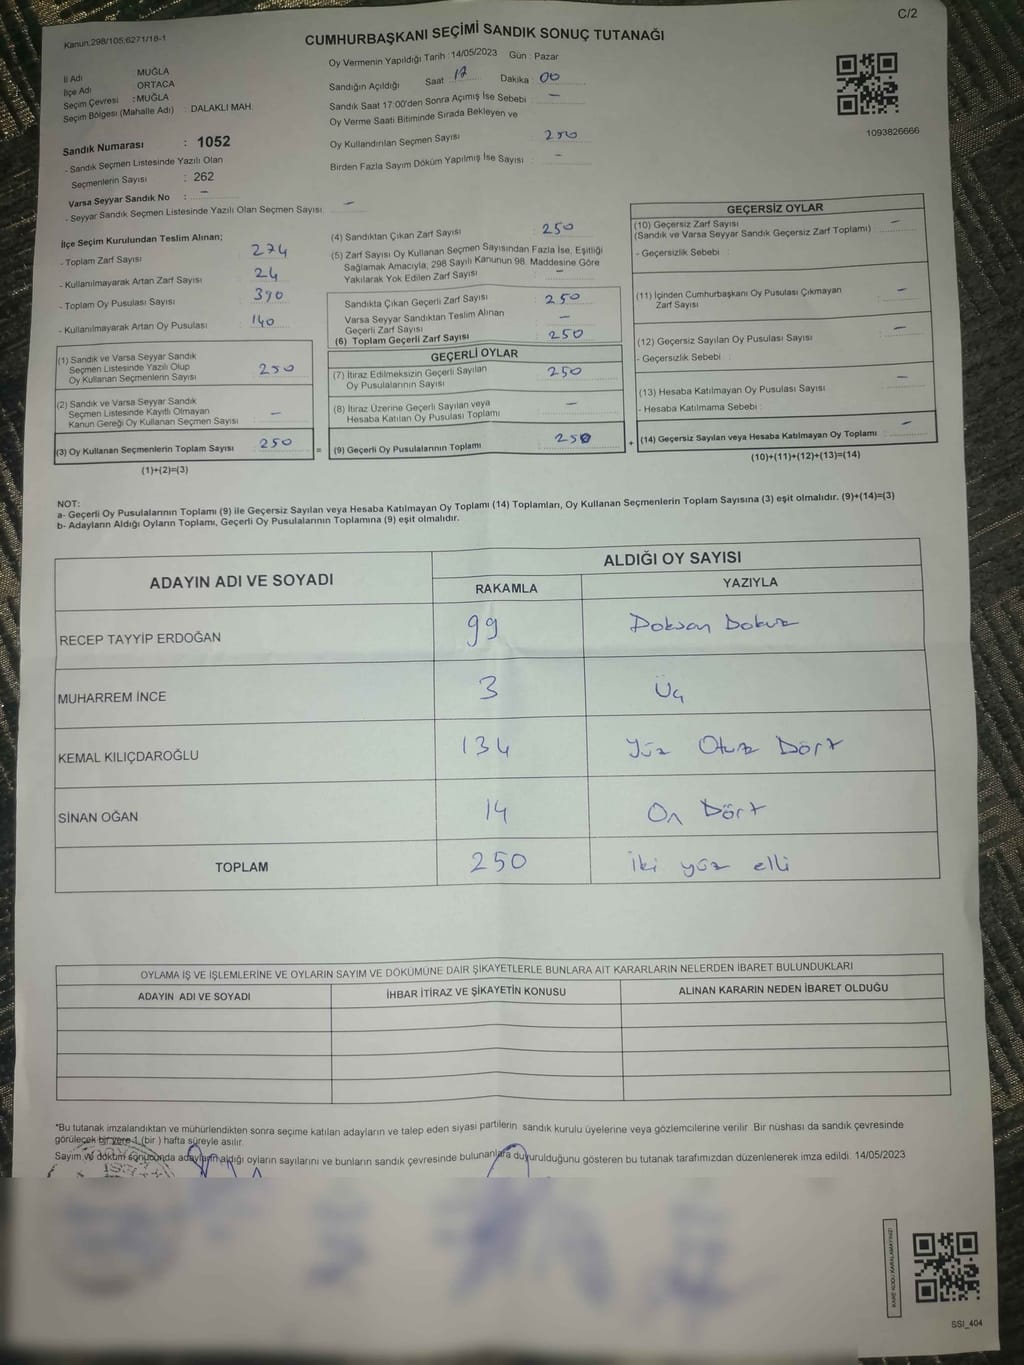 C/2
Kanun.298/105.6271/18-1
CUMHURBAŞKANI SEÇİMİ SANDIK SONUÇ TUTANAĞI
Oy Vermenin Yapıldığı Tarih : 14/05/2023 Gün : Pazar
İl Adı MUĞLA
İlçe Adı ORTACA
Seçim Çevresi : MUĞLA
Seçim Bölgesi (Mahalle Adı) : DALAKLI MAH.
Sandık Numarası : 1052
- Sandık Seçmen Listesinde Yazılı Olan
Seçmenlerin Sayısı : 262
Varsa Seyyar Sandık No : –
- Seyyar Sandık Seçmen Listesinde Yazılı Olan Seçmen Sayısı: –
Sandığın Açıldığı Saat 17 Dakika : 00
Sandık Saat 17:00'den Sonra Açımış İse Sebebi : –
Oy Verme Saati Bitiminde Sırada Bekleyen ve
Oy Kullandırılan Seçmen Sayısı 250
Birden Fazla Sayım Döküm Yapılmış İse Sayısı : –
1093826666
İlçe Seçim Kurulundan Teslim Alınan;
- Toplam Zarf Sayısı 274
- Kullanılmayarak Artan Zarf Sayısı 24
- Toplam Oy Pusulası Sayısı 390
- Kullanılmayarak Artan Oy Pusulası 140
(1) Sandık ve Varsa Seyyar Sandık
Seçmen Listesinde Yazılı Olup
Oy Kullanan Seçmenlerin Sayısı 250
(2) Sandık ve Varsa Seyyar Sandık
Seçmen Listesinde Kayıtlı Olmayan
Kanun Gereği Oy Kullanan Seçmen Sayısı –
(3) Oy Kullanan Seçmenlerin Toplam Sayısı 250 =
(1)+(2)=(3)
(4) Sandıktan Çıkan Zarf Sayısı : 250
(5) Zarf Sayısı Oy Kullanan Seçmen Sayısından Fazla İse, Eşitliği
Sağlamak Amacıyla, 298 Sayılı Kanunun 98. Maddesine Göre
Yakılarak Yok Edilen Zarf Sayısı : –
Sandıkta Çıkan Geçerli Zarf Sayısı : 250
Varsa Seyyar Sandıktan Teslim Alınan
Geçerli Zarf Sayısı –
(6) Toplam Geçerli Zarf Sayısı : 250
GEÇERLİ OYLAR
(7) İtiraz Edilmeksizin Geçerli Sayılan
Oy Pusulalarının Sayısı 250
(8) İtiraz Üzerine Geçerli Sayılan veya
Hesaba Katılan Oy Pusulası Toplamı –
(9) Geçerli Oy Pusulalarının Toplamı 250 +
GEÇERSİZ OYLAR
(10) Geçersiz Zarf Sayısı –
(Sandık ve Varsa Seyyar Sandık Geçersiz Zarf Toplamı)
- Geçersizlik Sebebi :
(11) İçinden Cumhurbaşkanı Oy Pusulası Çıkmayan
Zarf Sayısı –
(12) Geçersiz Sayılan Oy Pusulası Sayısı –
- Geçersizlik Sebebi :
(13) Hesaba Katılmayan Oy Pusulası Sayısı –
- Hesaba Katılmama Sebebi :
(14) Geçersiz Sayılan veya Hesaba Katılmayan Oy Toplamı –
(10)+(11)+(12)+(13)=(14)
NOT:
a- Geçerli Oy Pusulalarının Toplamı (9) ile Geçersiz Sayılan veya Hesaba Katılmayan Oy Toplamı (14) Toplamları, Oy Kullanan Seçmenlerin Toplam Sayısına (3) eşit olmalıdır. (9)+(14)=(3)
b- Adayların Aldığı Oyların Toplamı, Geçerli Oy Pusulalarının Toplamına (9) eşit olmalıdır.
ADAYIN ADI VE SOYADI ALDIĞI OY SAYISI
RAKAMLA YAZIYLA
RECEP TAYYİP ERDOĞAN 99 Doksan Dokuz
MUHARREM İNCE 3 Üç
KEMAL KILIÇDAROĞLU 134 Yüz Otuz Dört
SİNAN OĞAN 14 On Dört
TOPLAM 250 iki yüz elli
OYLAMA İŞ VE İŞLEMLERİNE VE OYLARIN SAYIM VE DÖKÜMÜNE DAİR ŞİKAYETLERLE BUNLARA AİT KARARLARIN NELERDEN İBARET BULUNDUKLARI
ADAYIN ADI VE SOYADI İHBAR İTİRAZ VE ŞİKAYETİN KONUSU ALINAN KARARIN NEDEN İBARET OLDUĞU
*Bu tutanak imzalandıktan ve mühürlendikten sonra seçime katılan adayların ve talep eden siyasi partilerin sandık kurulu üyelerine veya gözlemcilerine verilir. Bir nüshası da sandık çevresinde
görülecek bir yere 1 (bir) hafta süreyle asılır.
Sayım ve döküm sonucunda adayların aldığı oyların sayılarını ve bunların sandık çevresinde bulunanlara duyurulduğunu gösteren bu tutanak tarafımızdan düzenlenerek imza edildi. 14/05/2023
KARE KODU KARALAMAYINIZ!
SSI_404